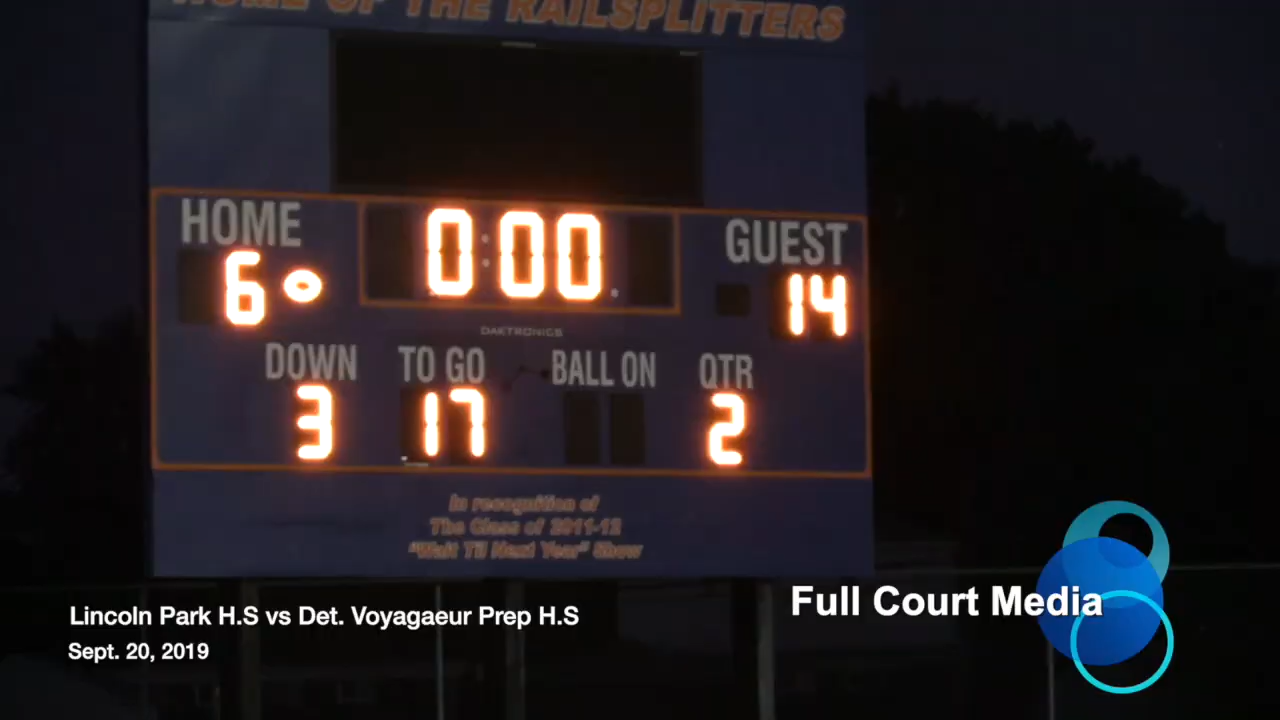 HOME OF THE RAILSPLITTERS
HOME
0:00
GUEST
6
14
DAKTRONICS
DOWN
TO GO
BALL ON
QTR
3
17
2
In recognition of
The Class of 2011-12
"Wait Til Next Year" Show
Full Court Media
Lincoln Park H.S vs Det. Voyagaeur Prep H.S
Sept. 20, 2019